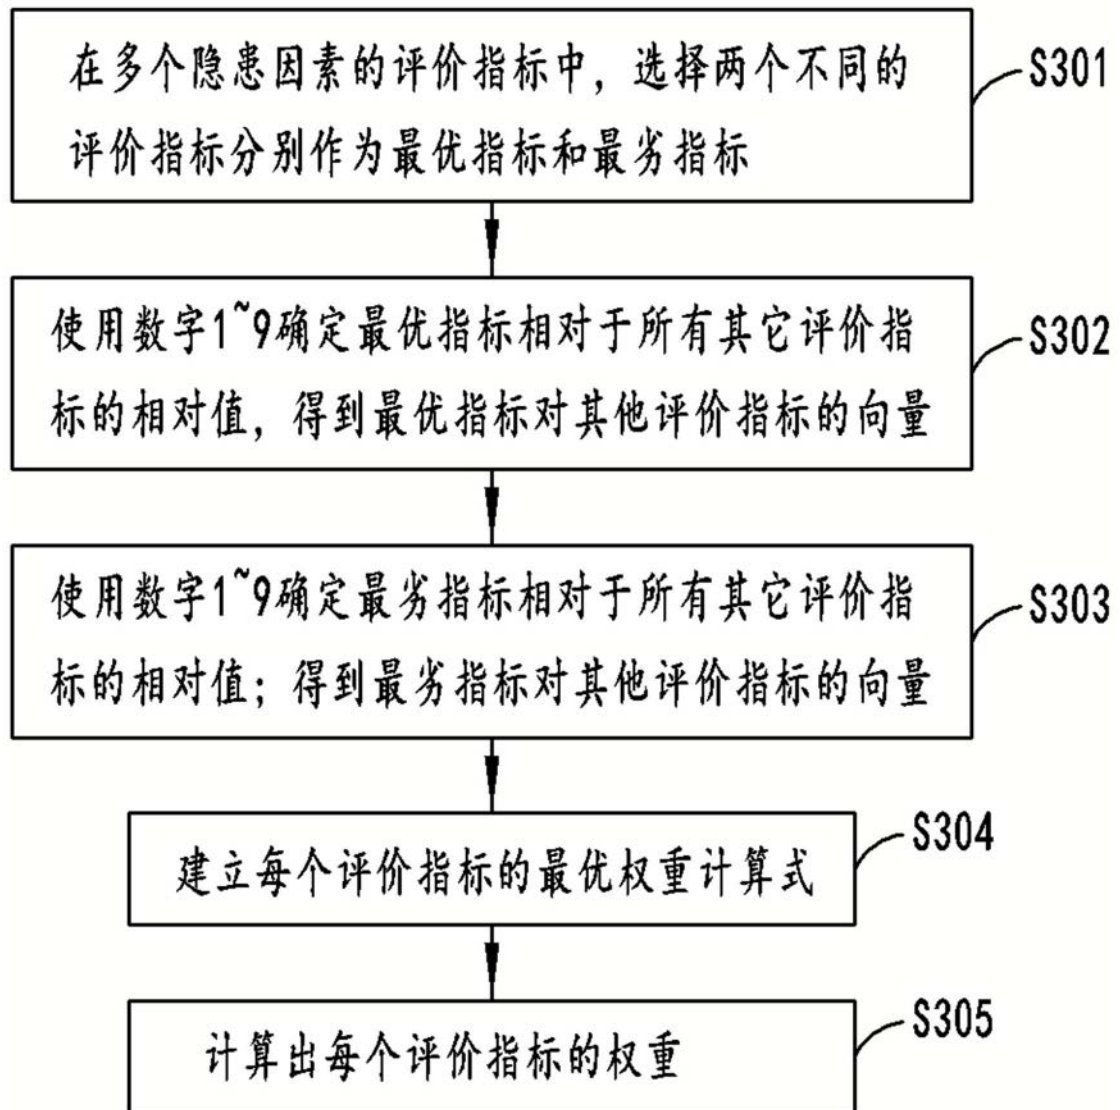 在多个隐患因素的评价指标中，选择两个不同的
评价指标分别作为最优指标和最劣指标
S301
使用数字1~9确定最优指标相对于所有其它评价指
标的相对值，得到最优指标对其他评价指标的向量
S302
使用数字1~9确定最劣指标相对于所有其它评价指
标的相对值；得到最劣指标对其他评价指标的向量
S303
建立每个评价指标的最优权重计算式
S304
计算出每个评价指标的权重
S305